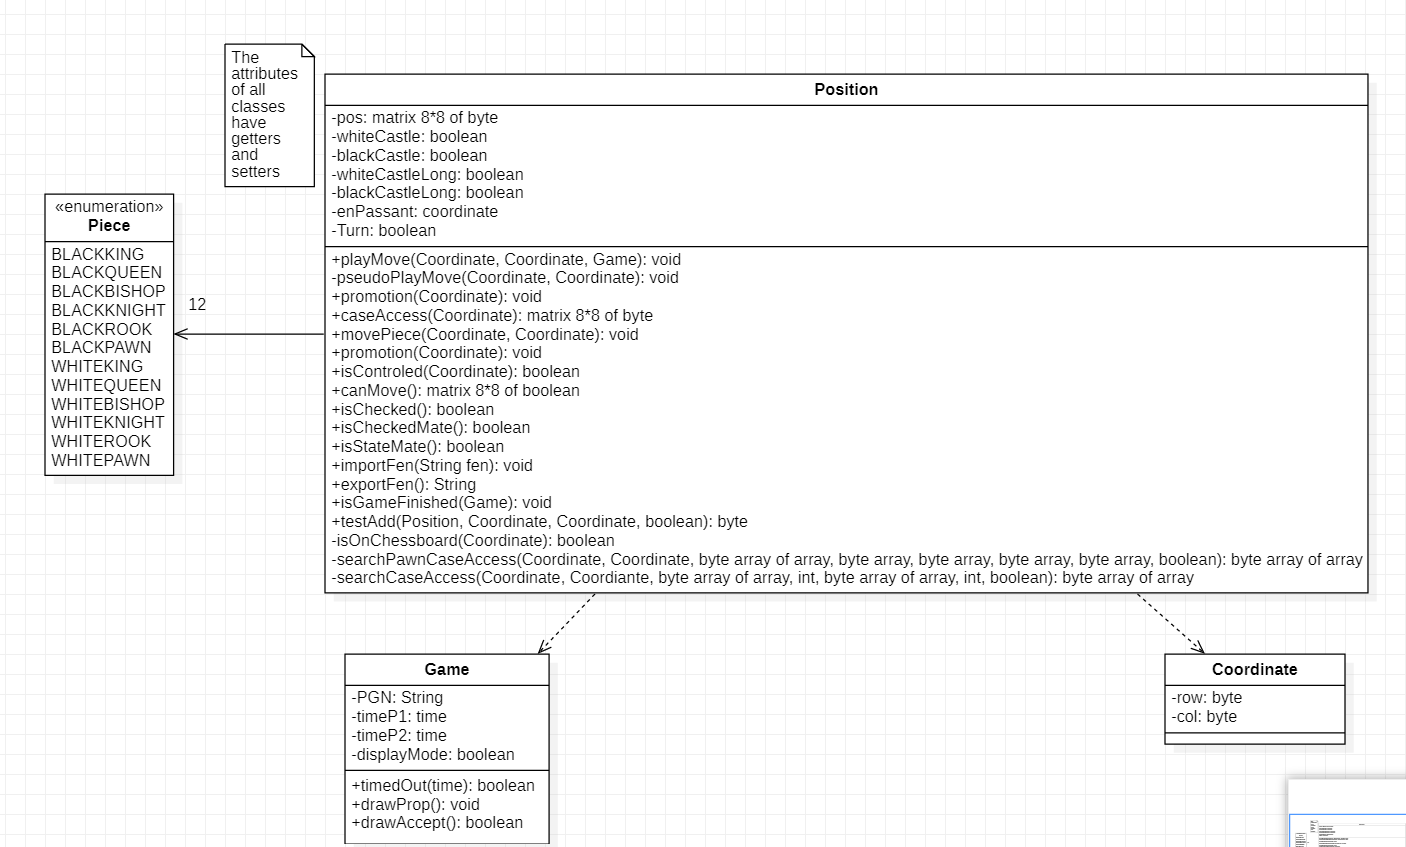 The
attributes
of all
classes
have
getters
and
setters
Position
-pos: matrix 8*8 of byte
-whiteCastle: boolean
-blackCastle: boolean
-whiteCastleLong: boolean
-blackCastleLong: boolean
-enPassant: coordinate
-Turn: boolean
+playMove(Coordinate, Coordinate, Game): void
-pseudoPlayMove(Coordinate, Coordinate): void
+promotion(Coordinate): void
+caseAccess(Coordinate): matrix 8*8 of byte
+movePiece(Coordinate, Coordinate): void
+promotion(Coordinate): void
+isControled(Coordinate): boolean
+canMove(): matrix 8*8 of boolean
+isChecked(): boolean
+isCheckedMate(): boolean
+isStateMate(): boolean
+importFen(String fen): void
+exportFen(): String
+isGameFinished(Game): void
+testAdd(Position, Coordinate, Coordinate, boolean): byte
-isOnChessboard(Coordinate): boolean
-searchPawnCaseAccess(Coordinate, Coordinate, byte array of array, byte array, byte array, byte array, byte array, boolean): byte array of array
-searchCaseAccess(Coordinate, Coordiante, byte array of array, int, byte array of array, int, boolean): byte array of array
«enumeration»
Piece
BLACKKING
BLACKQUEEN
BLACKBISHOP
BLACKKNIGHT
BLACKROOK
BLACKPAWN
WHITEKING
WHITEQUEEN
WHITEBISHOP
WHITEKNIGHT
WHITEROOK
WHITEPAWN
12
Game
-PGN: String
-timeP1: time
-timeP2: time
-displayMode: boolean
+timedOut(time): boolean
+drawProp(): void
+drawAccept(): boolean
Coordinate
-row: byte
-col: byte